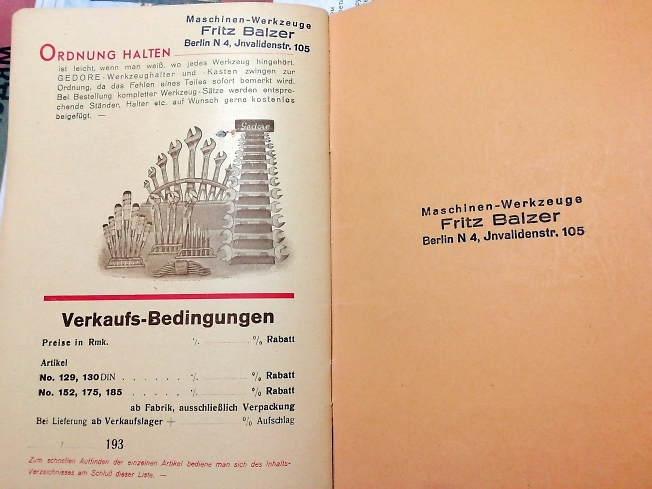 Maschinen-Werkzeuge
Fritz Balzer
Berlin N 4, Jnvalidenstr. 105
ORDNUNG HALTEN
ist leicht, wenn man weiß, wo jedes Werkzeug hingehört.
GEDORE-Werkzeughalter und -Kasten zwingen zur
Ordnung, da das Fehlen eines Teiles sofort bemerkt wird.
Bei Bestellung kompletter Werkzeug-Sätze werden entspre-
chende Ständer, Halter etc. auf Wunsch gerne kostenlos
beigefügt. —
Gedore
Verkaufs-Bedingungen
Preise in Rmk. ·/. % Rabatt
Artikel
No. 129, 130 DIN . . . . . . ·/. % Rabatt
No. 152, 175, 185 . . . . . ·/. % Rabatt
ab Fabrik, ausschließlich Verpackung
Bei Lieferung ab Verkaufslager + % Aufschlag
/ 193
Zum schnellen Auffinden der einzelnen Artikel bediene man sich des Inhalts-
Verzeichnisses am Schluß dieser Liste. —
Maschinen-Werkzeuge
Fritz Balzer
Berlin N 4, Jnvalidenstr. 105